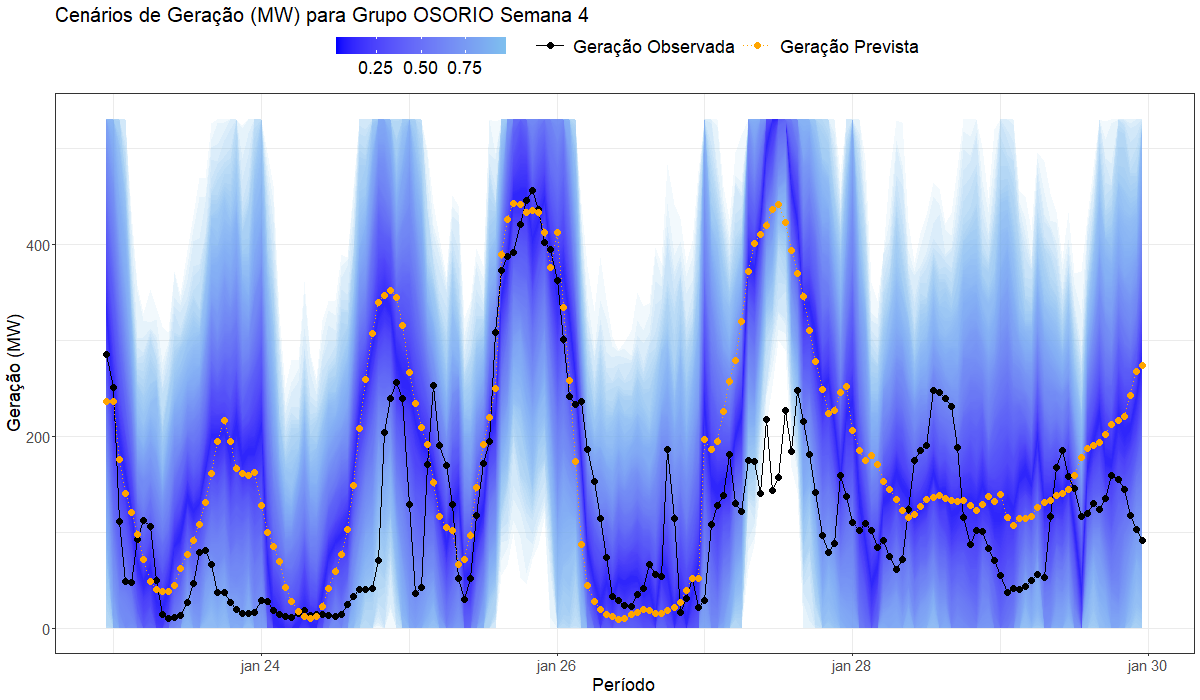 Cenários de Geração (MW) para Grupo OSORIO Semana 4
0.25 0.50 0.75 Geração Observada Geração Prevista
Geração (MW)
400
200
0
jan 24 jan 26 jan 28 jan 30
Período